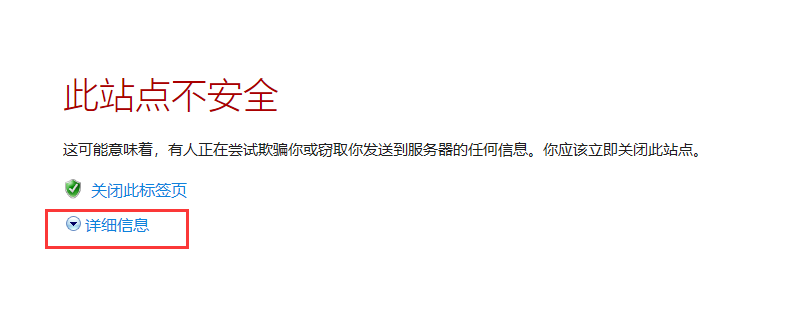 此站点不安全
这可能意味着，有人正在尝试欺骗你或窃取你发送到服务器的任何信息。你应该立即关闭此站点。
关闭此标签页
详细信息